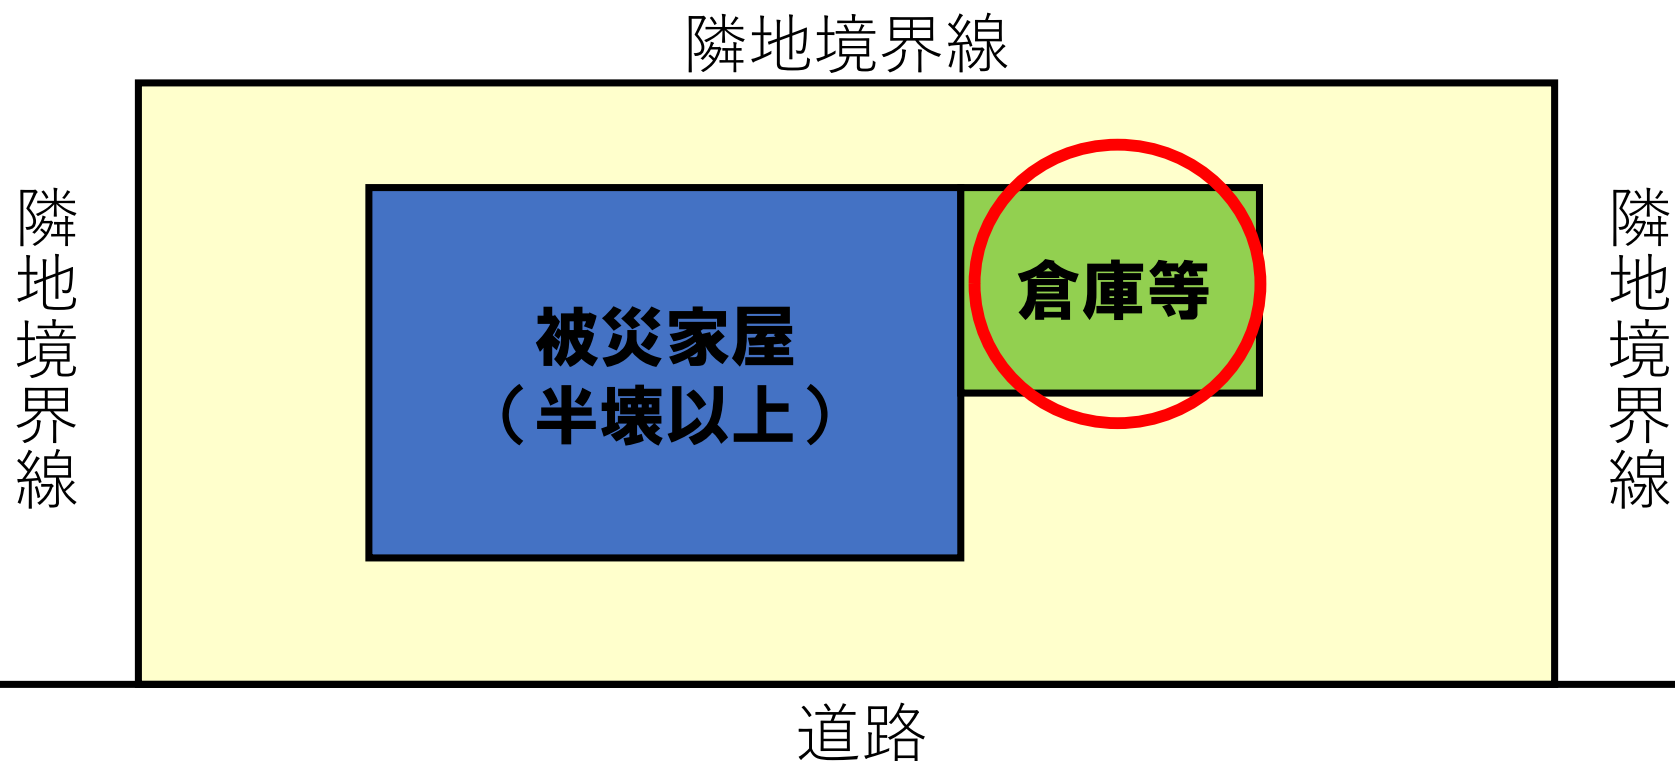 隣地境界線
隣地境界線
被災家屋
（半壊以上）
倉庫等
隣地境界線
道路